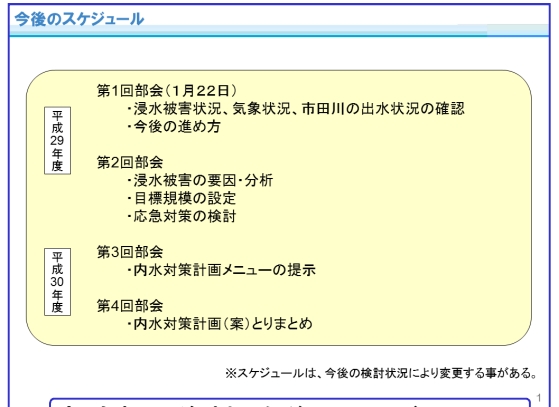 今後のスケジュール
平成29年度
第1回部会(1月22日)
・浸水被害状況、気象状況、市田川の出水状況の確認
・今後の進め方
第2回部会
・浸水被害の要因・分析
・目標規模の設定
・応急対策の検討
平成30年度
第3回部会
・内水対策計画メニューの提示
第4回部会
・内水対策計画(案)とりまとめ
※スケジュールは、今後の検討状況により変更する事がある。
1